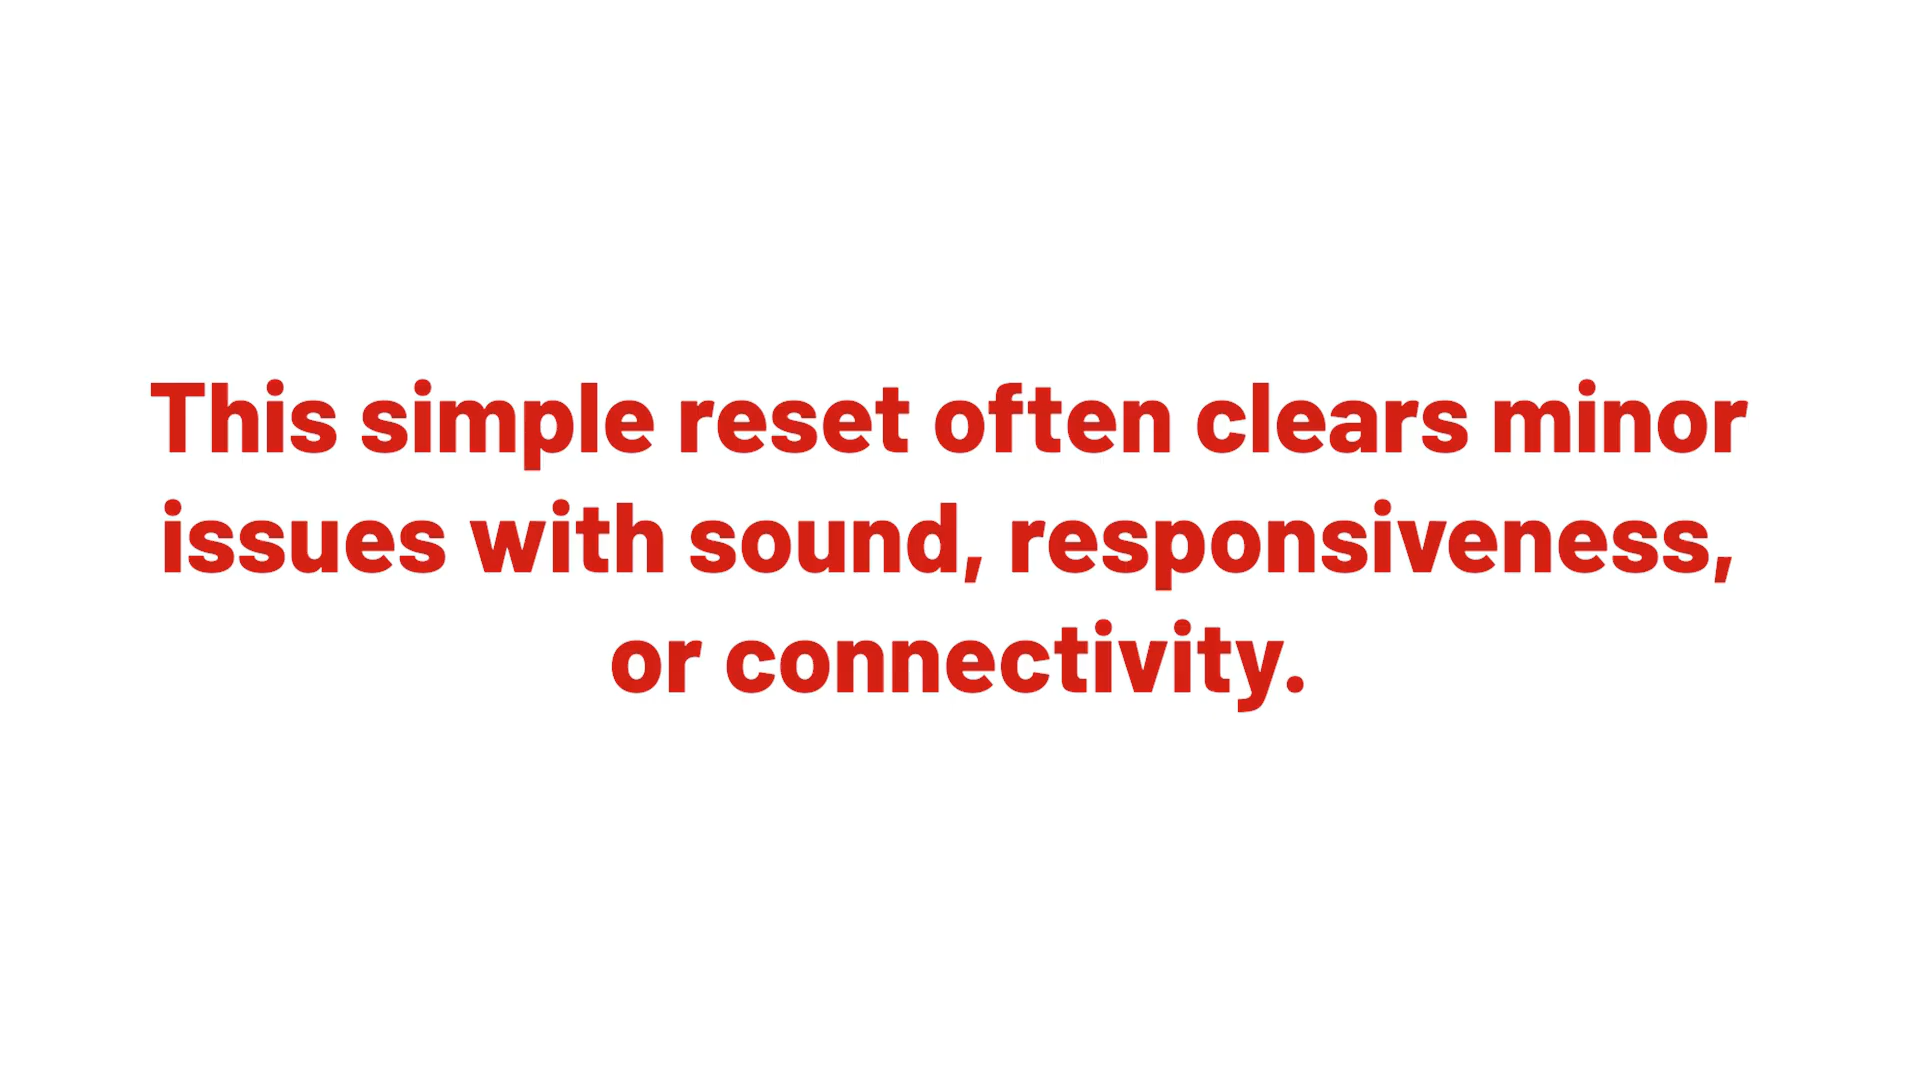 This simple reset often clears minor
issues with sound, responsiveness,
or connectivity.